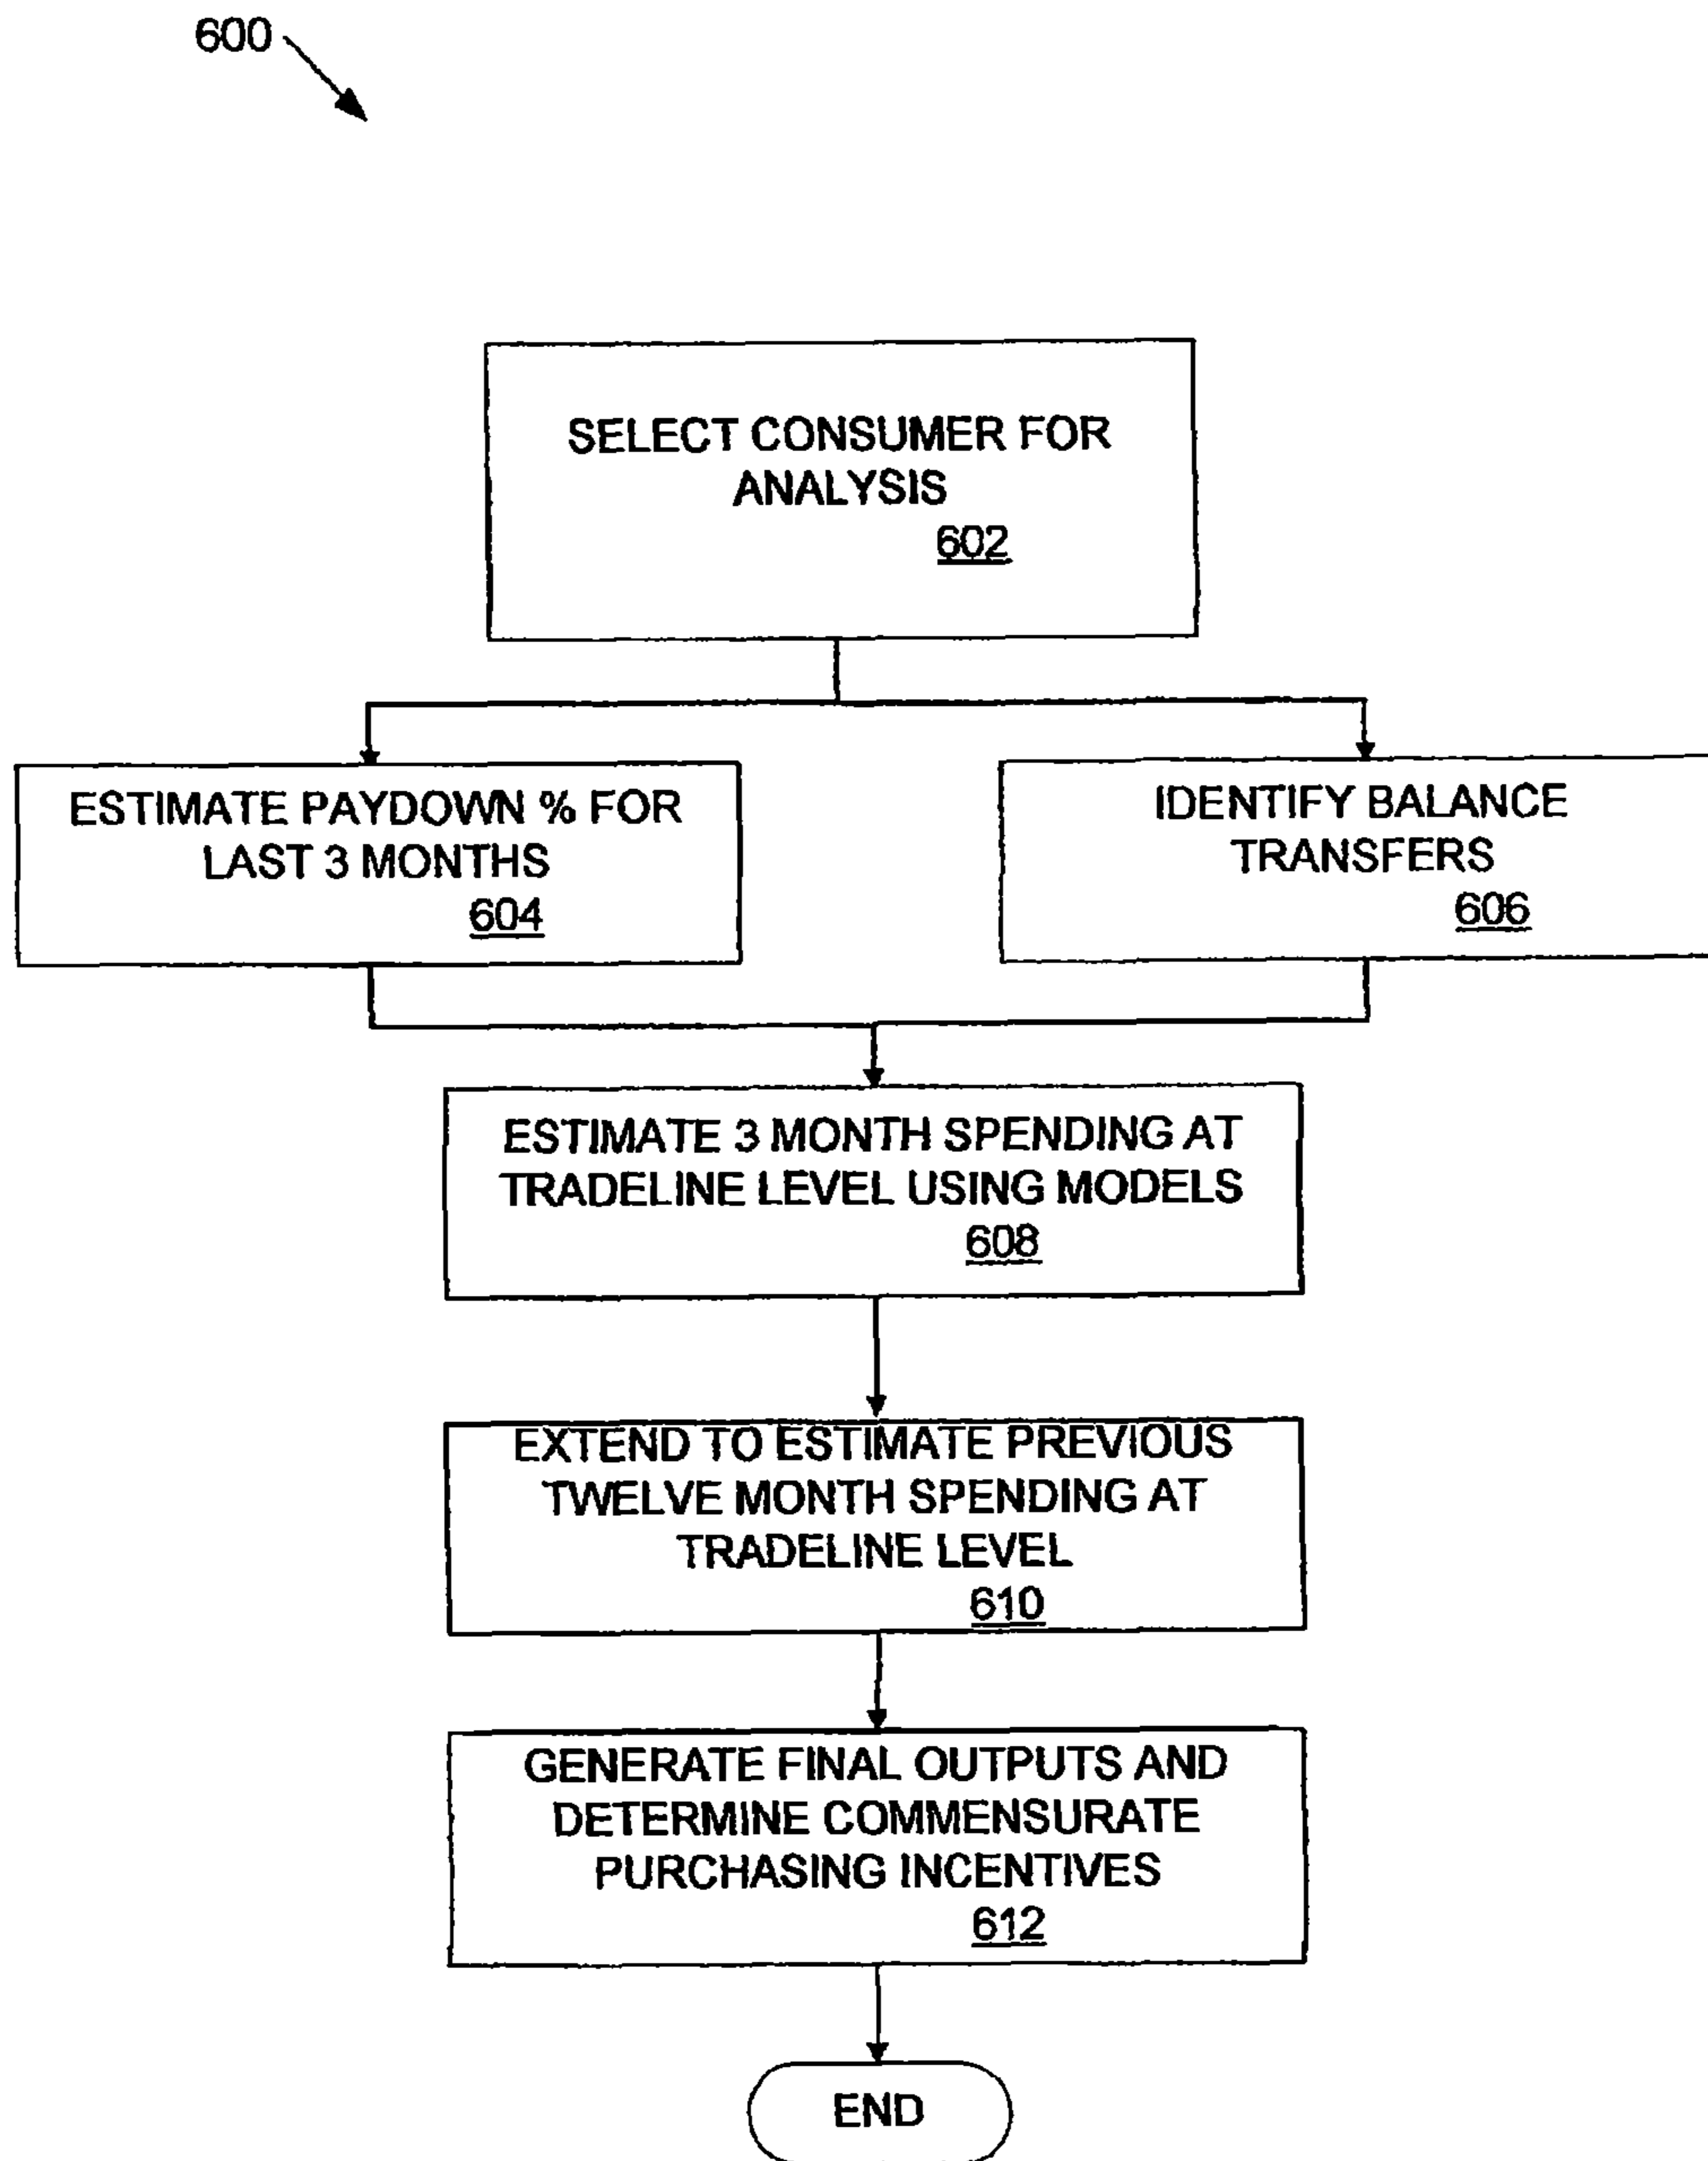 600
SELECT CONSUMER FOR
ANALYSIS
602
ESTIMATE PAYDOWN % FOR
LAST 3 MONTHS
604
IDENTIFY BALANCE
TRANSFERS
606
ESTIMATE 3 MONTH SPENDING AT
TRADELINE LEVEL USING MODELS
608
EXTEND TO ESTIMATE PREVIOUS
TWELVE MONTH SPENDING AT
TRADELINE LEVEL
610
GENERATE FINAL OUTPUTS AND
DETERMINE COMMENSURATE
PURCHASING INCENTIVES
612
END